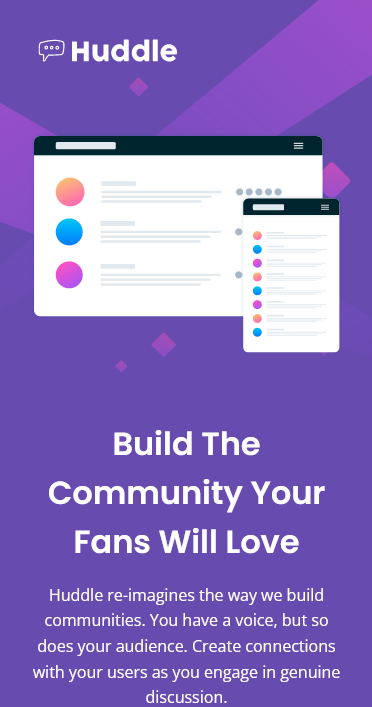 Huddle
Build The
Community Your
Fans Will Love
Huddle re-imagines the way we build
communities. You have a voice, but so
does your audience. Create connections
with your users as you engage in genuine
discussion.